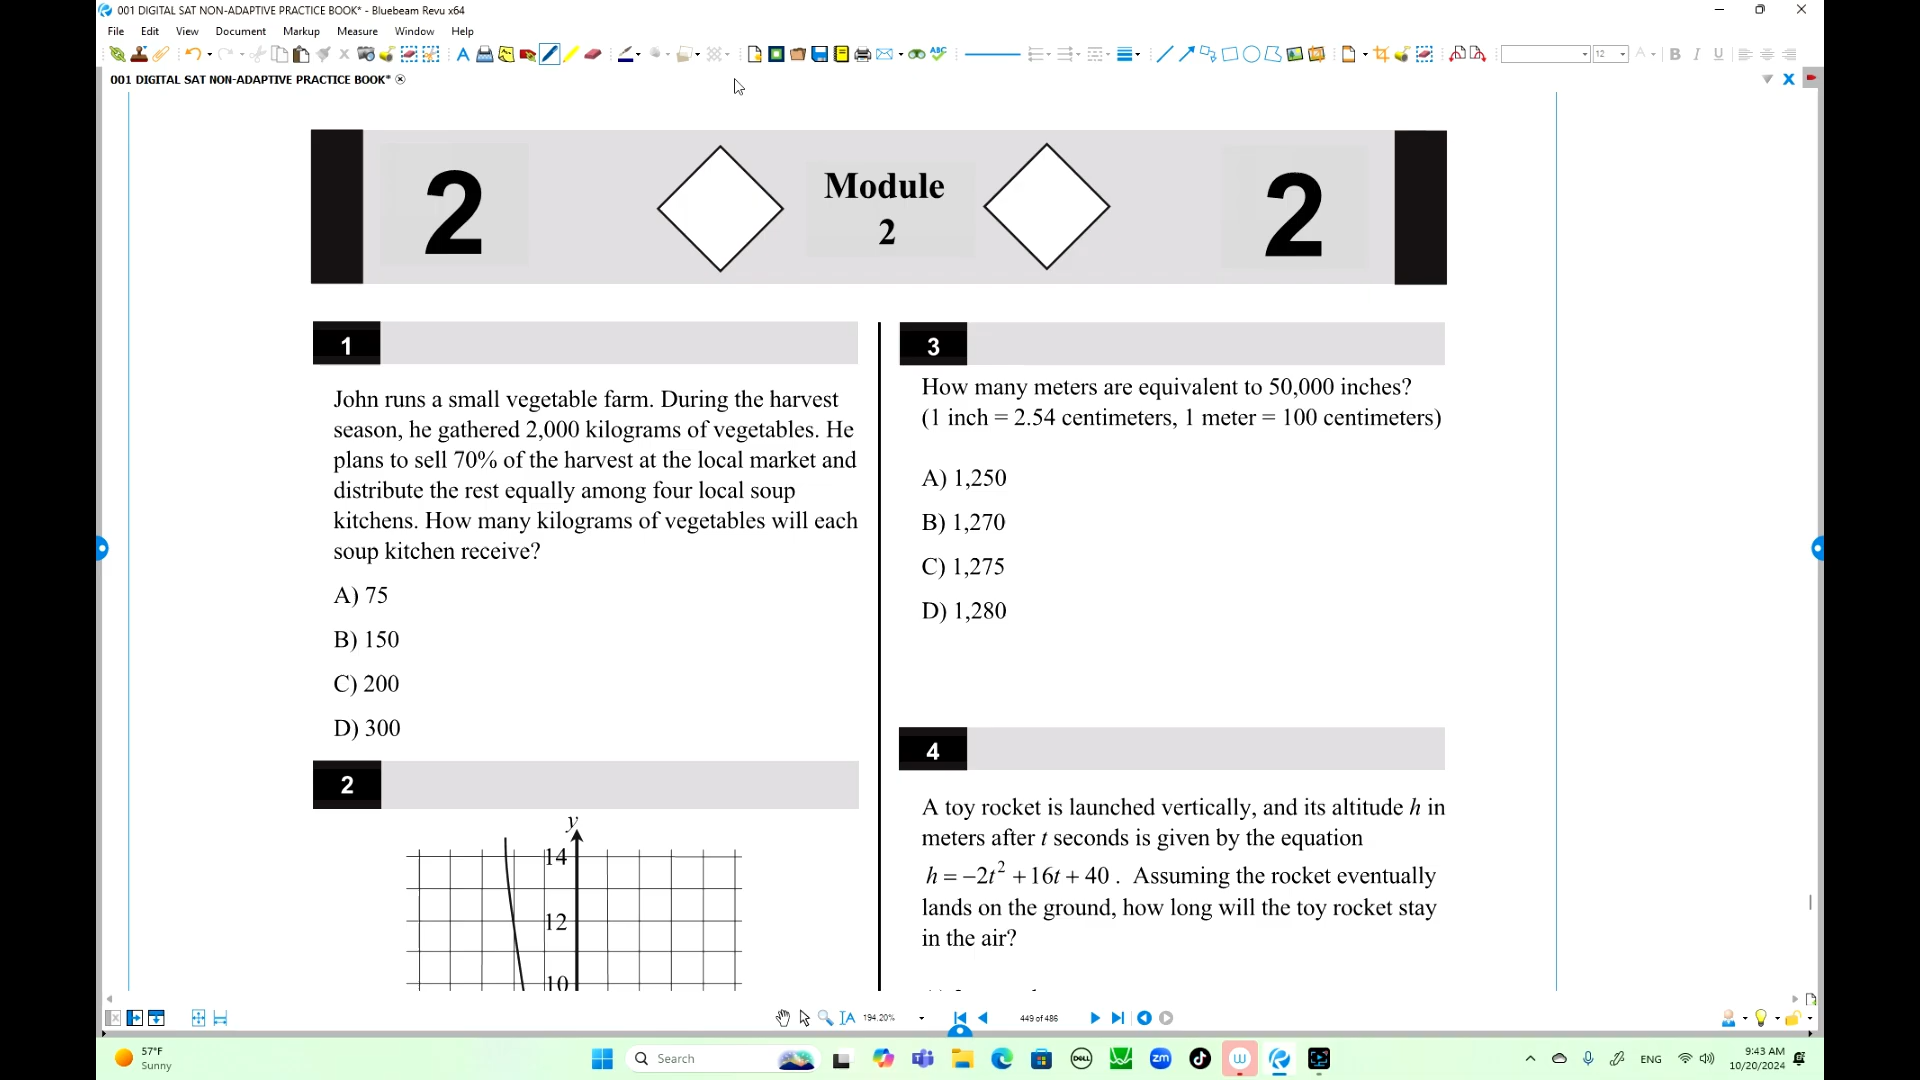 001 DIGITAL SAT NON-ADAPTIVE PRACTICE BOOK* - Bluebeam Revu x64
File Edit View Document Markup Measure Window Help
12
001 DIGITAL SAT NON-ADAPTIVE PRACTICE BOOK*
2
Module
2
2
1
John runs a small vegetable farm. During the harvest
season, he gathered 2,000 kilograms of vegetables. He
plans to sell 70% of the harvest at the local market and
distribute the rest equally among four local soup
kitchens. How many kilograms of vegetables will each
soup kitchen receive?
A) 75
B) 150
C) 200
D) 300
2
y
14
12
10
3
How many meters are equivalent to 50,000 inches?
(1 inch = 2.54 centimeters, 1 meter = 100 centimeters)
A) 1,250
B) 1,270
C) 1,275
D) 1,280
4
A toy rocket is launched vertically, and its altitude h in
meters after t seconds is given by the equation
h = −2t² + 16t + 40 . Assuming the rocket eventually
lands on the ground, how long will the toy rocket stay
in the air?
194.20%
449 of 486
57°F
Sunny
Search
ENG
9:43 AM
10/20/2024